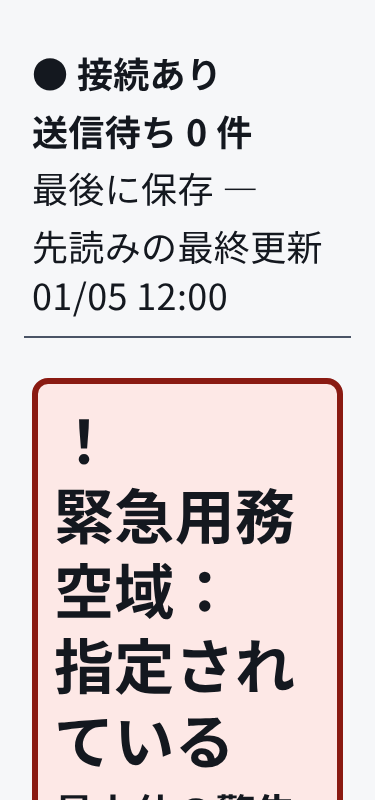 ● 接続あり
送信待ち 0 件
最後に保存 —
先読みの最終更新
01/05 12:00
！
緊急用務
空域：
指定され
ている